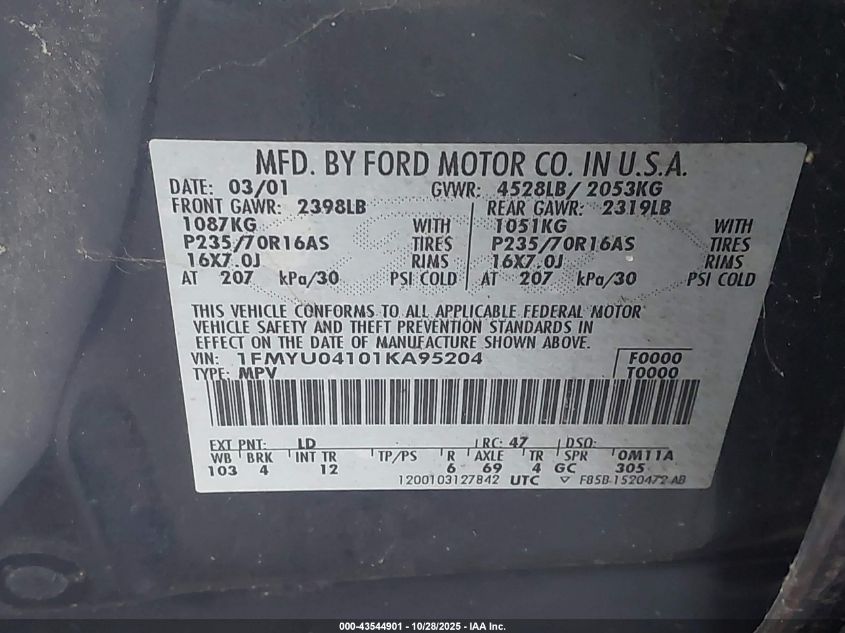 MFD. BY FORD MOTOR CO. IN U.S.A.
DATE: 03/01 GVWR: 4528LB/ 2053KG
FRONT GAWR: 2398LB REAR GAWR: 2319LB
1087KG WITH 1051KG WITH
P235/70R16AS TIRES P235/70R16AS TIRES
16X7.0J RIMS 16X7.0J RIMS
AT 207 kPa/30 PSI COLD AT 207 kPa/30 PSI COLD
THIS VEHICLE CONFORMS TO ALL APPLICABLE FEDERAL MOTOR
VEHICLE SAFETY AND THEFT PREVENTION STANDARDS IN
EFFECT ON THE DATE OF MANUFACTURE SHOWN ABOVE.
VIN: 1FMYU04101KA95204 F0000
TYPE: MPV T0000
EXT PNT: LD RC: 47 DSO:
WB BRK INT TR TP/PS R AXLE TR SPR 0M11A
103 4 12 6 69 4 GC 305
1200103127842 UTC ▽ F85B-1520472-AB
000-43544901 | 10/28/2025 - IAA Inc.